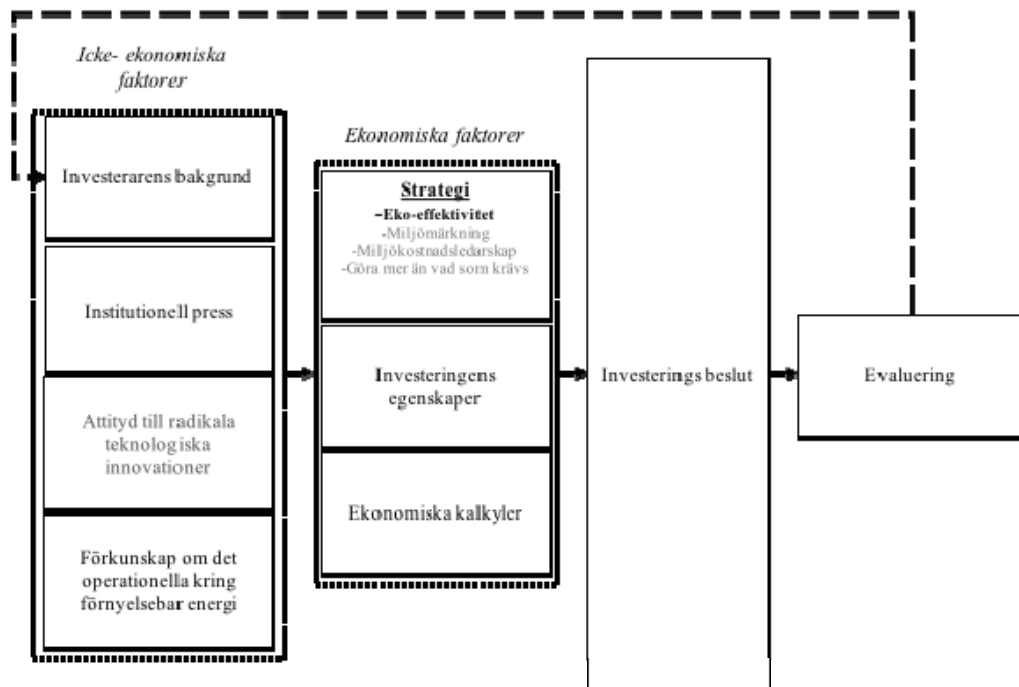 Icke- ekonomiska
faktorer
Investerarens bakgrund
Institutionell press
Attityd till radikala
teknologiska
innovationer
Förkunskap om det
operationella kring
förnyelsebar energi
Ekonomiska faktorer
Strategi
-Eko-effektivitet
-Miljömärkning
-Milljökostnadsledarskap
-Göra mer än vad som krävs
Investeringens
egenskaper
Ekonomiska kalkyler
Investerings beslut
Evaluering